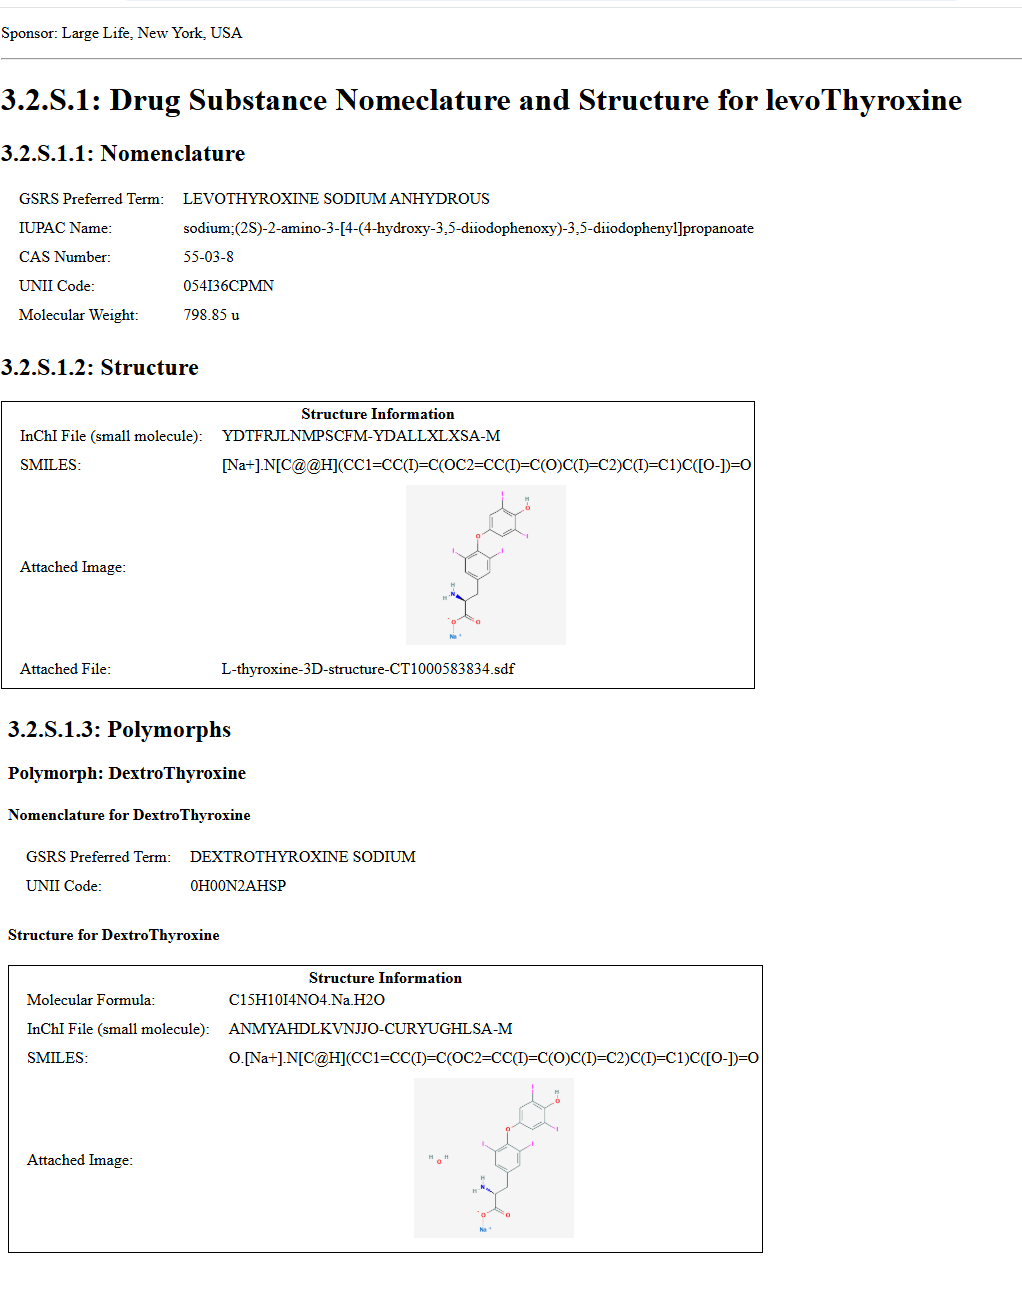 Sponsor: Large Life, New York, USA
3.2.S.1: Drug Substance Nomeclature and Structure for levoThyroxine
3.2.S.1.1: Nomenclature
GSRS Preferred Term: LEVOTHYROXINE SODIUM ANHYDROUS
IUPAC Name: sodium;(2S)-2-amino-3-[4-(4-hydroxy-3,5-diiodophenoxy)-3,5-diiodophenyl]propanoate
CAS Number: 55-03-8
UNII Code: 054I36CPMN
Molecular Weight: 798.85 u
3.2.S.1.2: Structure
Structure Information
InChI File (small molecule): YDTFRJLNMPSCFM-YDALLXLXSA-M
SMILES: [Na+].N[C@@H](CC1=CC(I)=C(OC2=CC(I)=C(O)C(I)=C2)C(I)=C1)C([O-])=O
I
H
O
I
O
I I
H
H N
O- O
Na+
Attached Image:
Attached File: L-thyroxine-3D-structure-CT1000583834.sdf
3.2.S.1.3: Polymorphs
Polymorph: DextroThyroxine
Nomenclature for DextroThyroxine
GSRS Preferred Term: DEXTROTHYROXINE SODIUM
UNII Code: 0H00N2AHSP
Structure for DextroThyroxine
Structure Information
Molecular Formula: C15H10I4NO4.Na.H2O
InChI File (small molecule): ANMYAHDLKVNJJO-CURYUGHLSA-M
SMILES: O.[Na+].N[C@H](CC1=CC(I)=C(OC2=CC(I)=C(O)C(I)=C2)C(I)=C1)C([O-])=O
I
H
O
I
O
I I
H O H
H
H N
O- O
Na+
Attached Image: